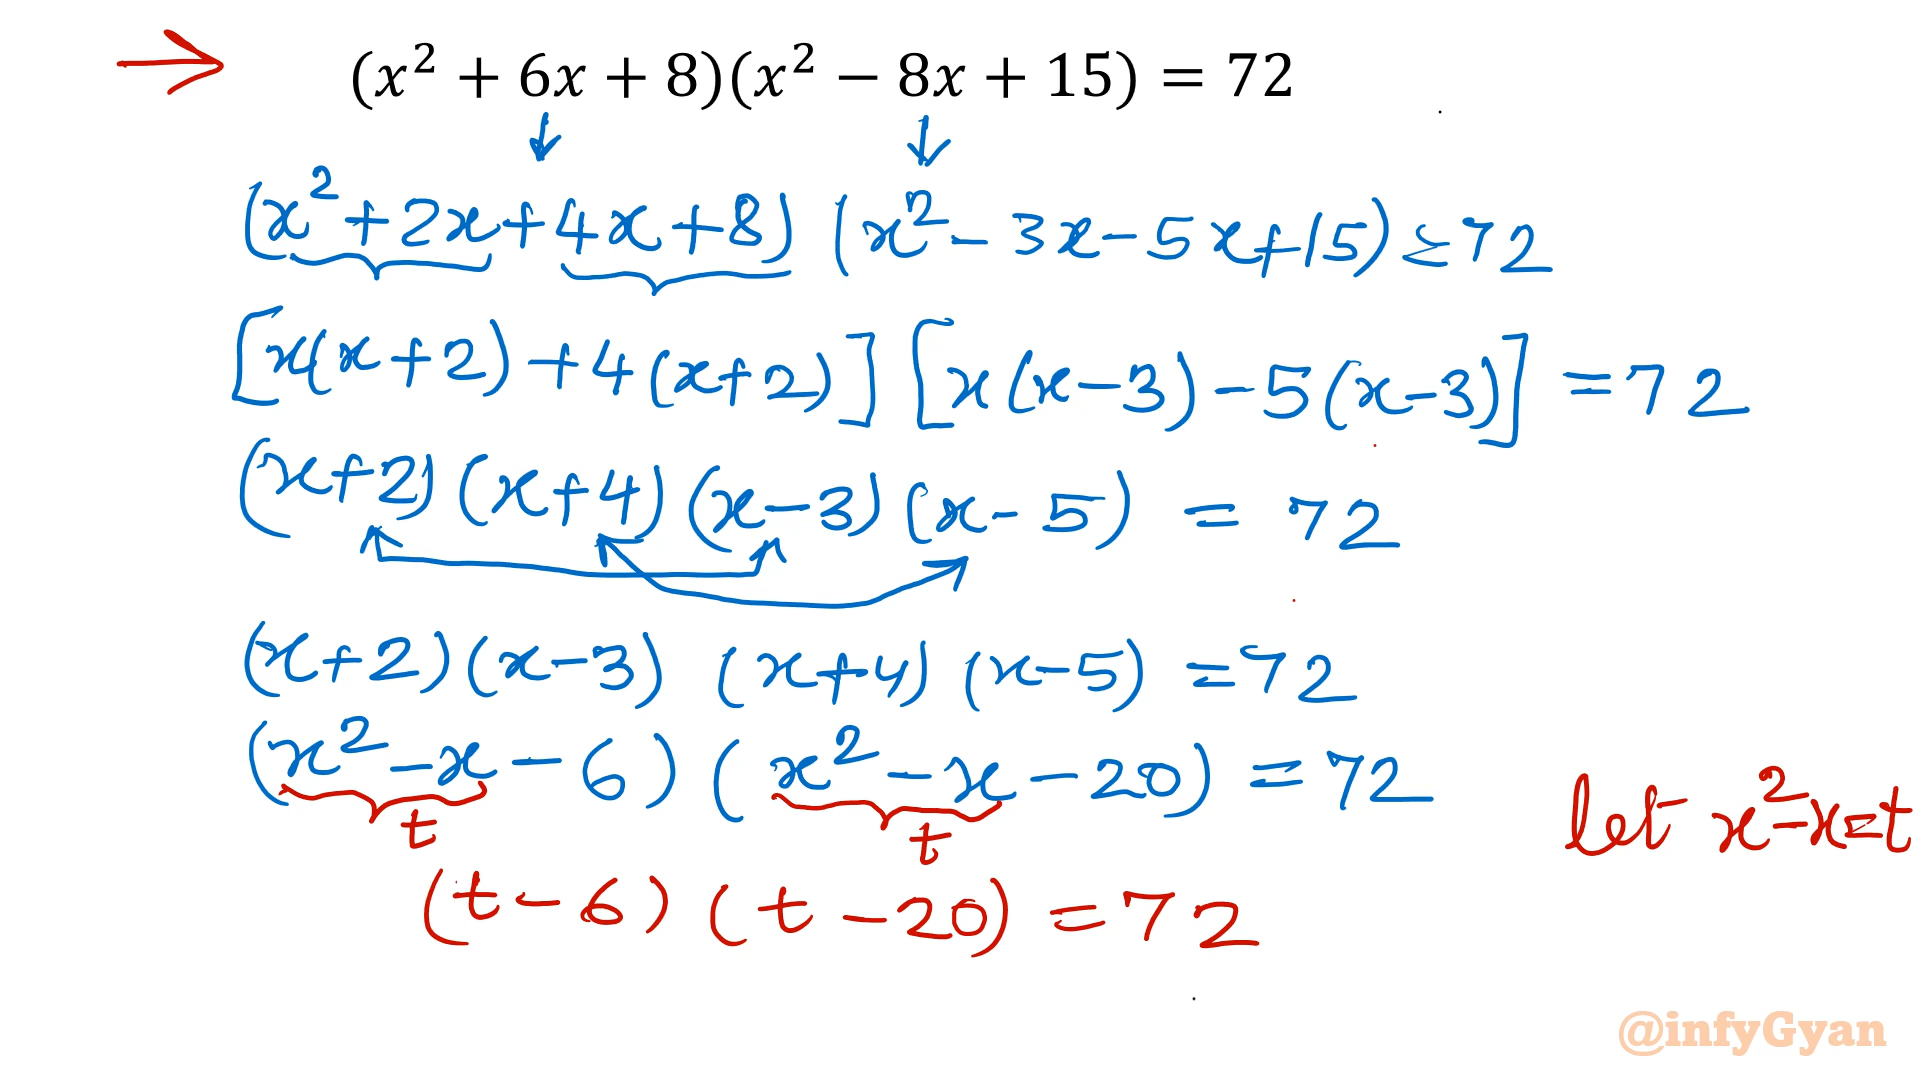 → (x² + 6x + 8)(x² − 8x + 15) = 72
(x² + 2x + 4x + 8) (x² − 3x − 5x + 15) = 72
[x(x + 2) + 4(x + 2)] [x(x − 3) − 5(x − 3)] = 72
(x + 2) (x + 4) (x − 3) (x − 5) = 72
(x + 2) (x − 3) (x + 4) (x − 5) = 72
(x² − x − 6) (x² − x − 20) = 72
t t
let x² − x = t
(t − 6) (t − 20) = 72
@infyGyan